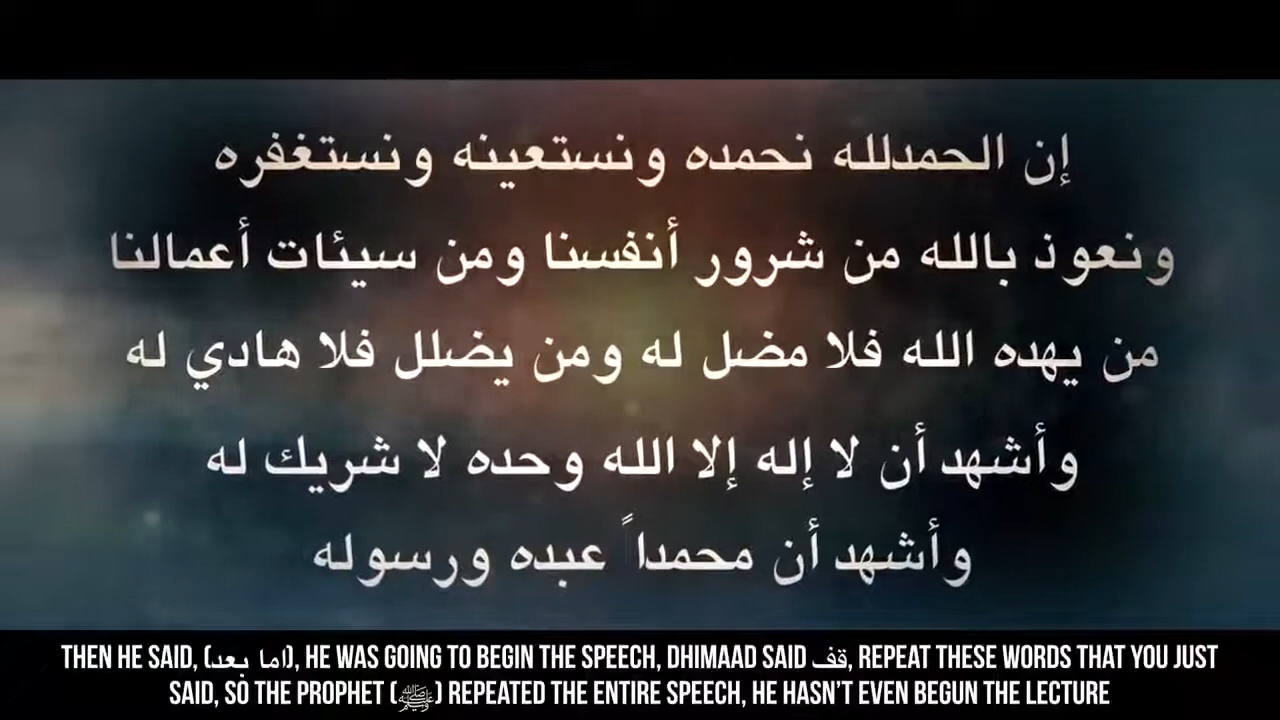 إن الحمدلله نحمده ونستعينه ونستغفره
ونعوذ بالله من شرور أنفسنا ومن سيئات أعمالنا
من يهده الله فلا مضل له ومن يضلل فلا هادي له
وأشهد أن لا إله إلا الله وحده لا شريك له
وأشهد أن محمداً عبده ورسوله
THEN HE SAID, (اما بعد), HE WAS GOING TO BEGIN THE SPEECH, DHIMAAD SAID قف, REPEAT THESE WORDS THAT YOU JUST
SAID, SO THE PROPHET (ﷺ) REPEATED THE ENTIRE SPEECH, HE HASN'T EVEN BEGUN THE LECTURE